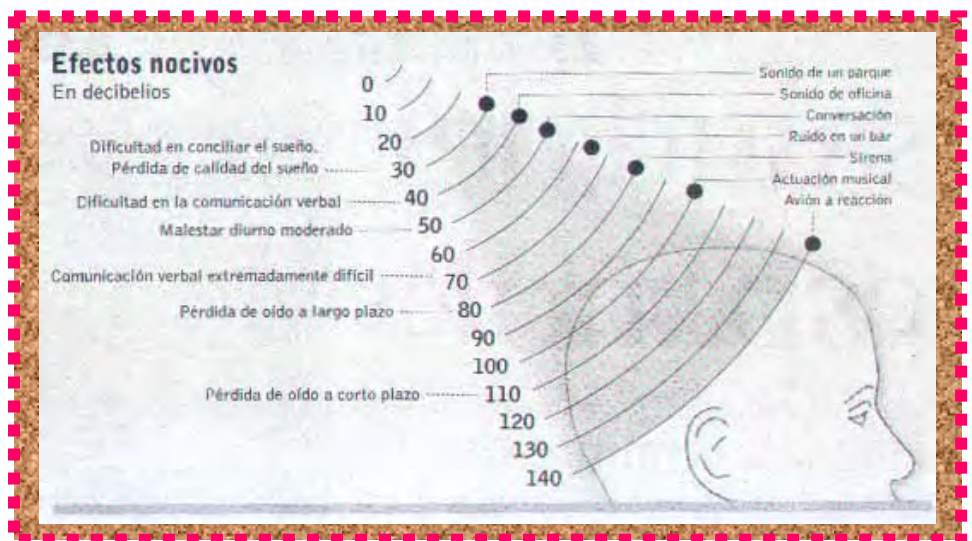 Efectos nocivos
En decibelios
0
10
20
30
40
50
60
70
80
90
100
110
120
130
140
Dificultad en conciliar el sueño.
Pérdida de calidad del sueño
Dificultad en la comunicación verbal
Malestar diurno moderado
Comunicación verbal extremadamente difícil
Pérdida de oído a largo plazo
Pérdida de oído a corto plazo
Sonido de un parque
Sonido de oficina
Conversación
Ruido en un bar
Sirena
Actuación musical
Avión a reacción